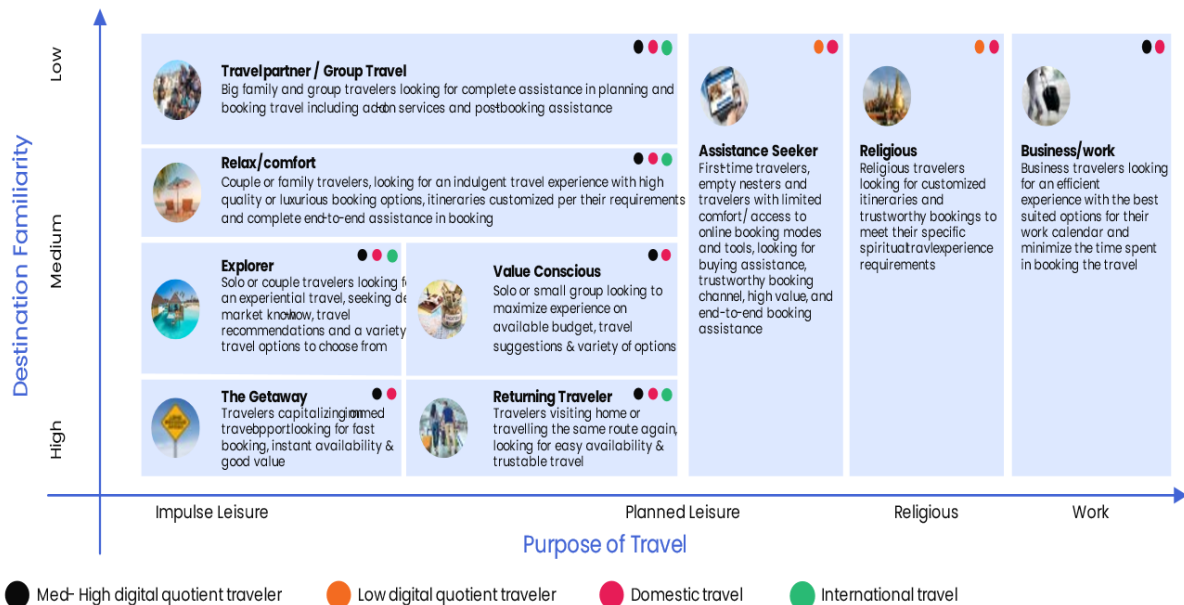 Destination Familiarity
Low
Medium
High
Travelpartner / Group Travel
Big family and group travelers looking for complete assistance in planning and
booking travel including services and post-booking assistance
Relax/comfort
Couple or family travelers, looking for an indulgent travel experience with high
quality or luxurious booking options, itineraries customized per their requirements
and complete end-to-end assistance in booking
Explorer
Solo or couple travelers looking
an experiential travel, seeking
market travel
recommendations and a variety
travel options to choose from
Value Conscious
Solo or small group looking to
maximize experience on
available budget, travel
suggestions & variety of options
The Getaway
Travelers
looking for fast
booking, instant availability &
good value
Returning Traveler
Travelers visiting home or
travelling the same route again,
looking for easy availability &
trustable travel
Assistance Seeker
First-time travelers,
empty nesters and
travelers with limited
comfort/ access to
online booking modes
and tools, looking for
buying assistance,
trustworthy booking
channel, high value, and
end-to-end booking
assistance
Religious
Religious travelers
looking for customized
itineraries and
trustworthy bookings to
meet their specific
requirements
Business/work
Business travelers looking
for an efficient
experience with the best
suited options for their
work calendar and
minimize the time spent
in booking the travel
Impulse Leisure
Planned Leisure
Religious
Work
Purpose of Travel
Med- High digital quotient traveler
Low digital quotient traveler
Domestic travel
International travel